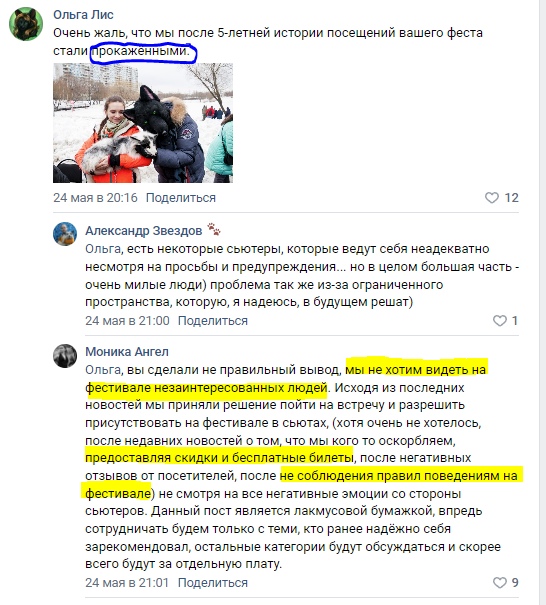 Ольга Лис
Очень жаль, что мы после 5-летней истории посещений вашего феста
стали прокаженными.
24 мая в 20:16 Поделиться 12
Александр Звездов
Ольга, есть некоторые сьютеры, которые ведут себя неадекватно
несмотря на просьбы и предупреждения... но в целом большая часть -
очень милые люди) проблема так же из-за ограниченного
пространства, которую, я надеюсь, в будущем решат)
24 мая в 21:00 Поделиться 1
Моника Ангел
Ольга, вы сделали не правильный вывод, мы не хотим видеть на
фестивале незаинтересованных людей. Исходя из последних
новостей мы приняли решение пойти на встречу и разрешить
присутствовать на фестивале в сьютах, (хотя очень не хотелось,
после недавних новостей о том, что мы кого то оскорбляем,
предоставляя скидки и бесплатные билеты, после негативных
отзывов от посетителей, после не соблюдения правил поведениям на
фестивале) не смотря на все негативные эмоции со стороны
сьютеров. Данный пост является лакмусовой бумажкой, впредь
сотрудничать будем только с теми, кто ранее надёжно себя
зарекомендовал, остальные категории будут обсуждаться и скорее
всего будут за отдельную плату.
24 мая в 21:01 Поделиться 9